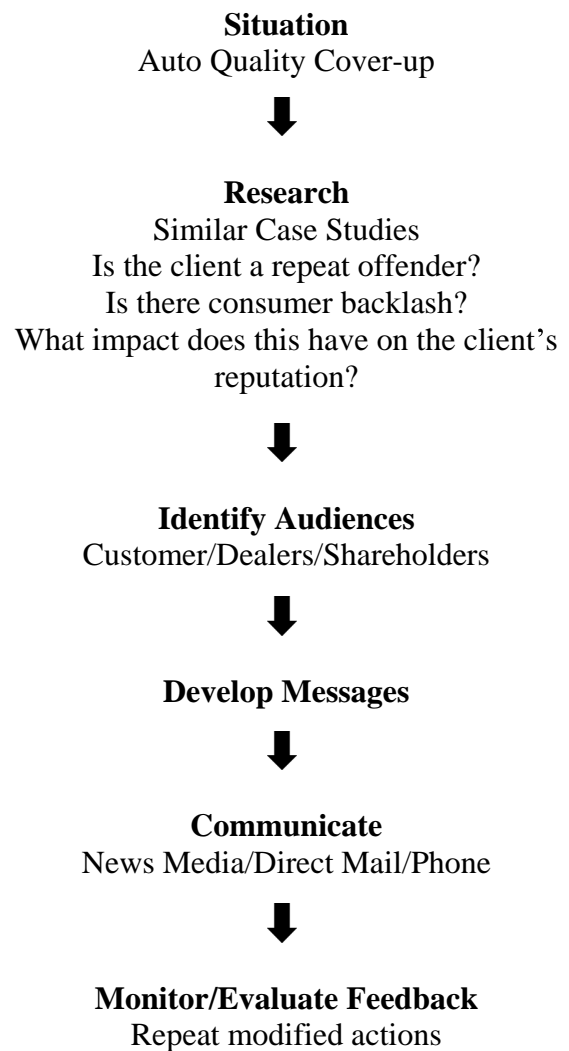 Situation
Auto Quality Cover-up
Research
Similar Case Studies
Is the client a repeat offender?
Is there consumer backlash?
What impact does this have on the client’s
reputation?
Identify Audiences
Customer/Dealers/Shareholders
Develop Messages
Communicate
News Media/Direct Mail/Phone
Monitor/Evaluate Feedback
Repeat modified actions